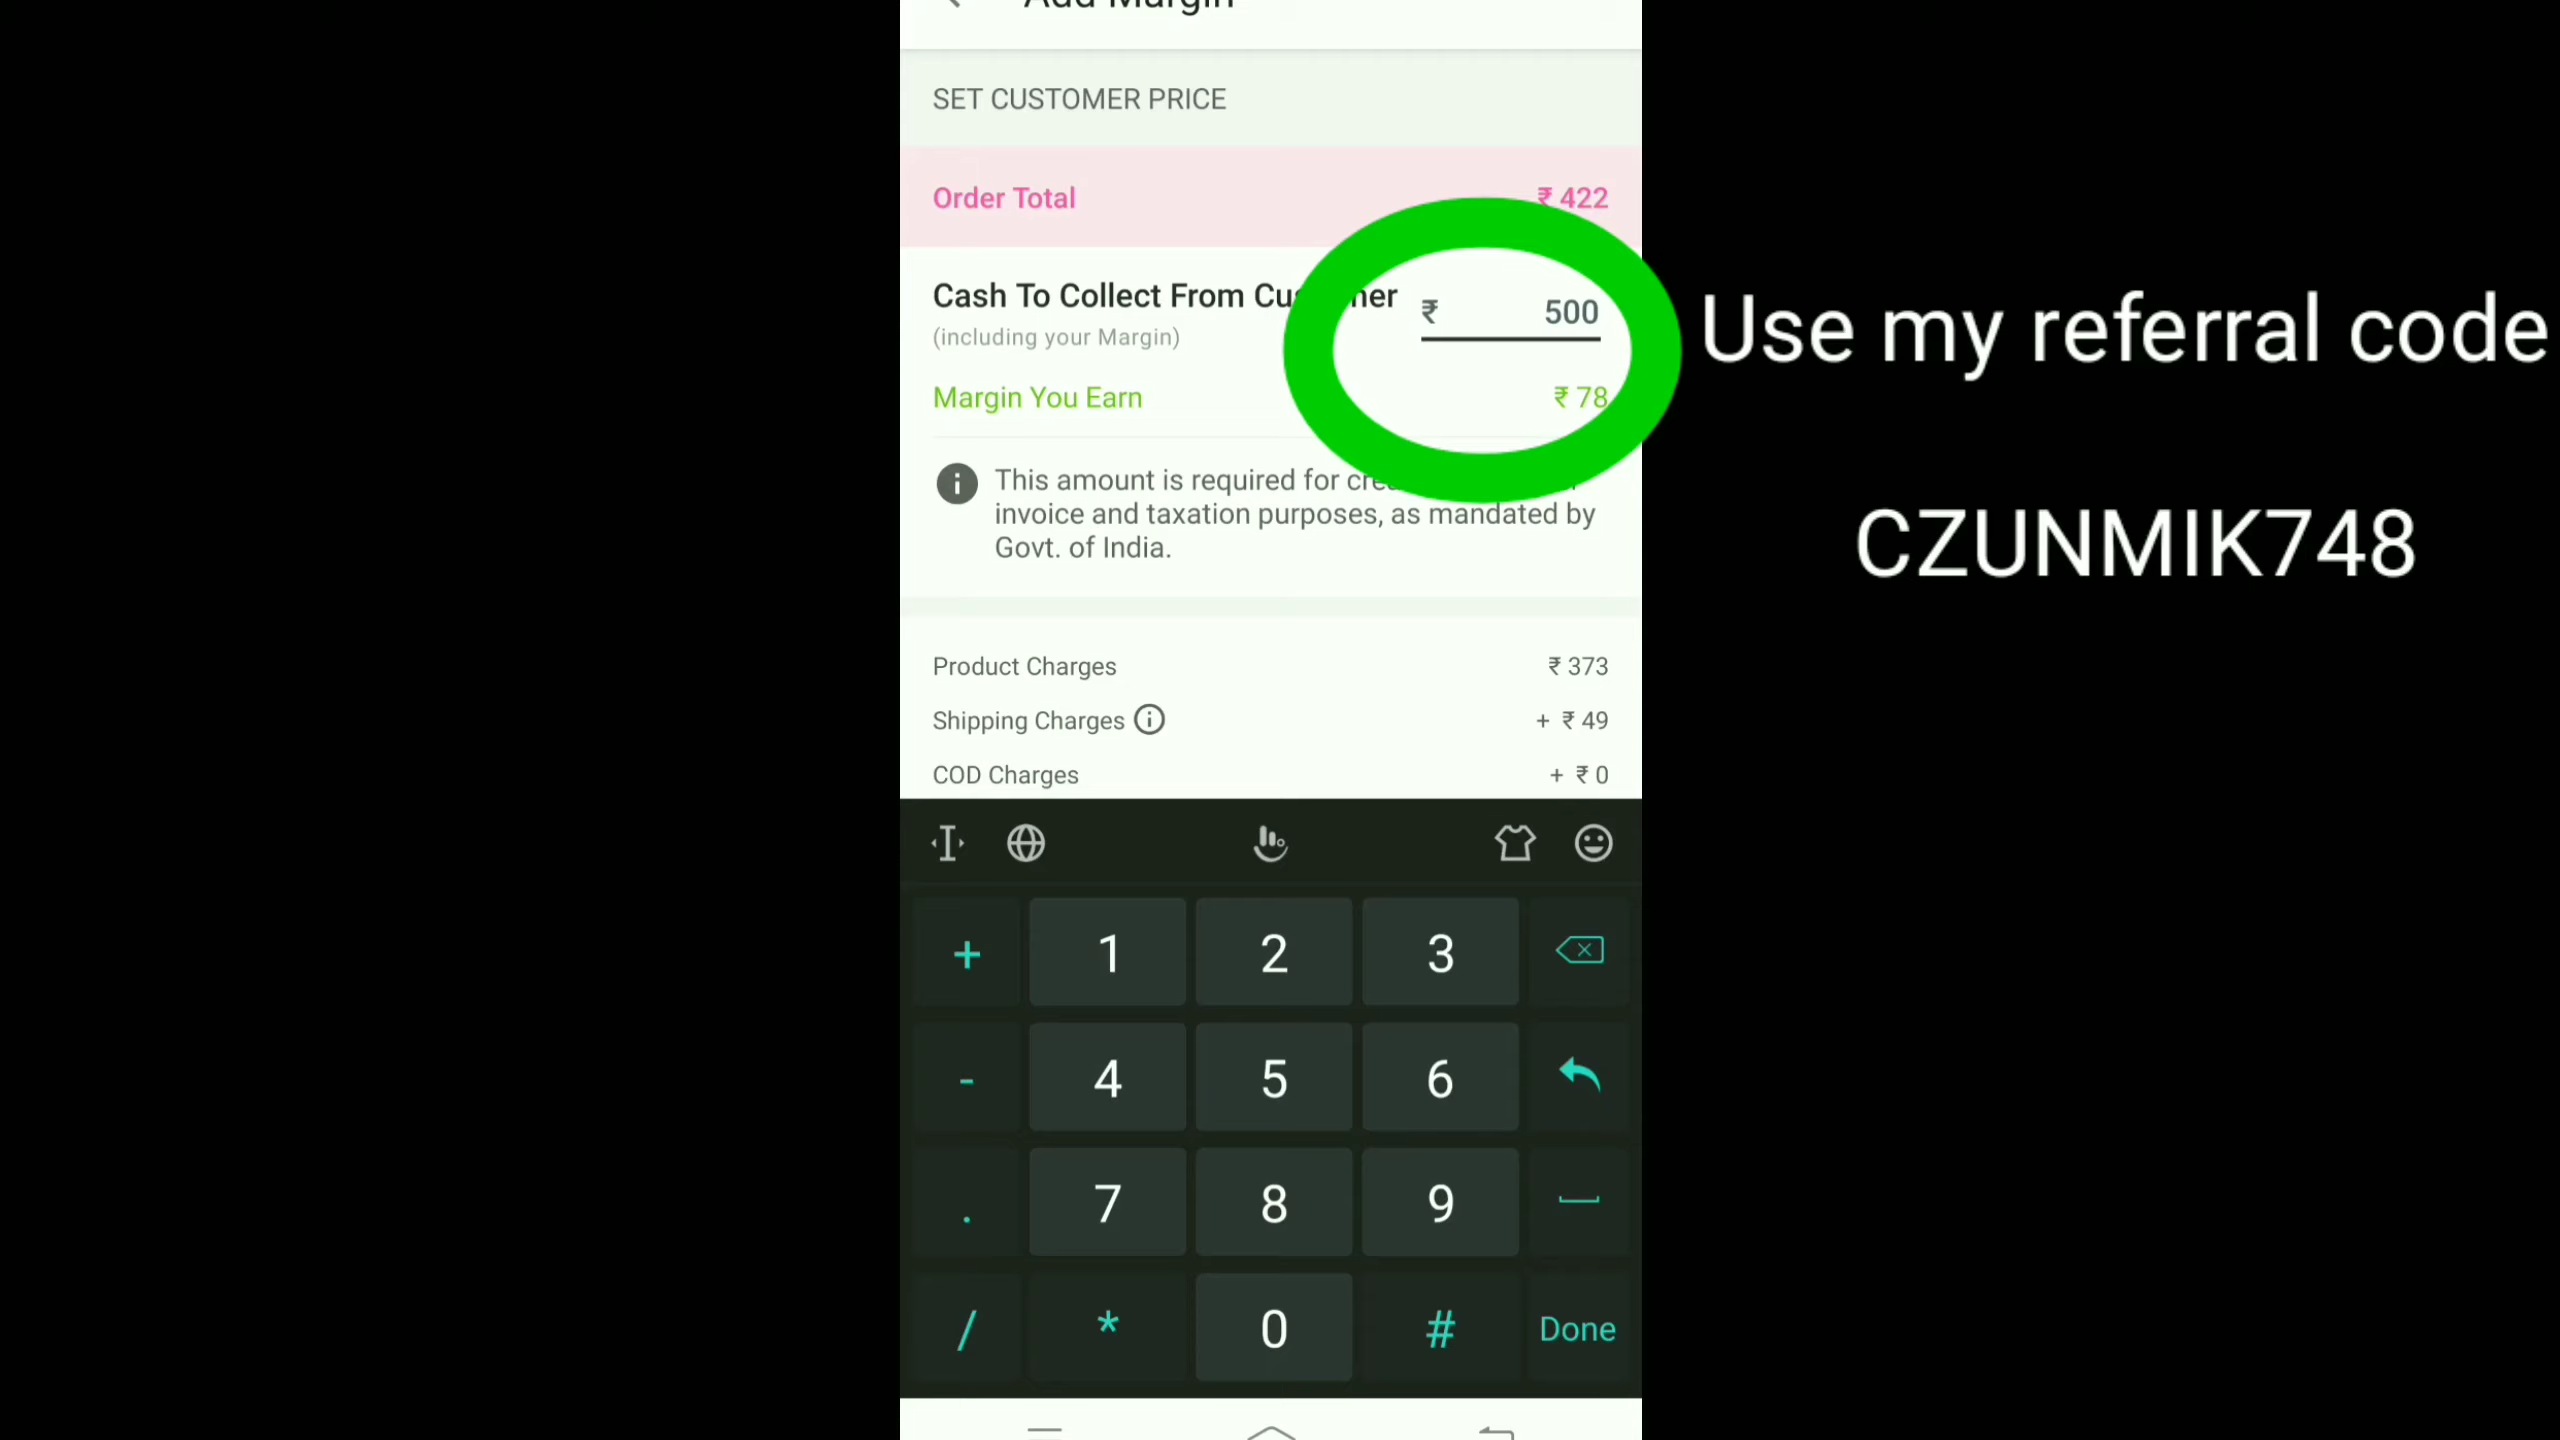 Add Margin
SET CUSTOMER PRICE
Order Total ₹ 422
Cash To Collect From ₹ 500
(including your Margin)
Margin You Earn ₹ 78
This amount is required for
invoice and taxation purposes, as mandated by
Govt. of India.
Product Charges ₹ 373
Shipping Charges + ₹ 49
COD Charges + ₹ 0
+ 1 2 3
- 4 5 6
. 7 8 9
/ * 0 # Done
Use my referral code
CZUNMIK748